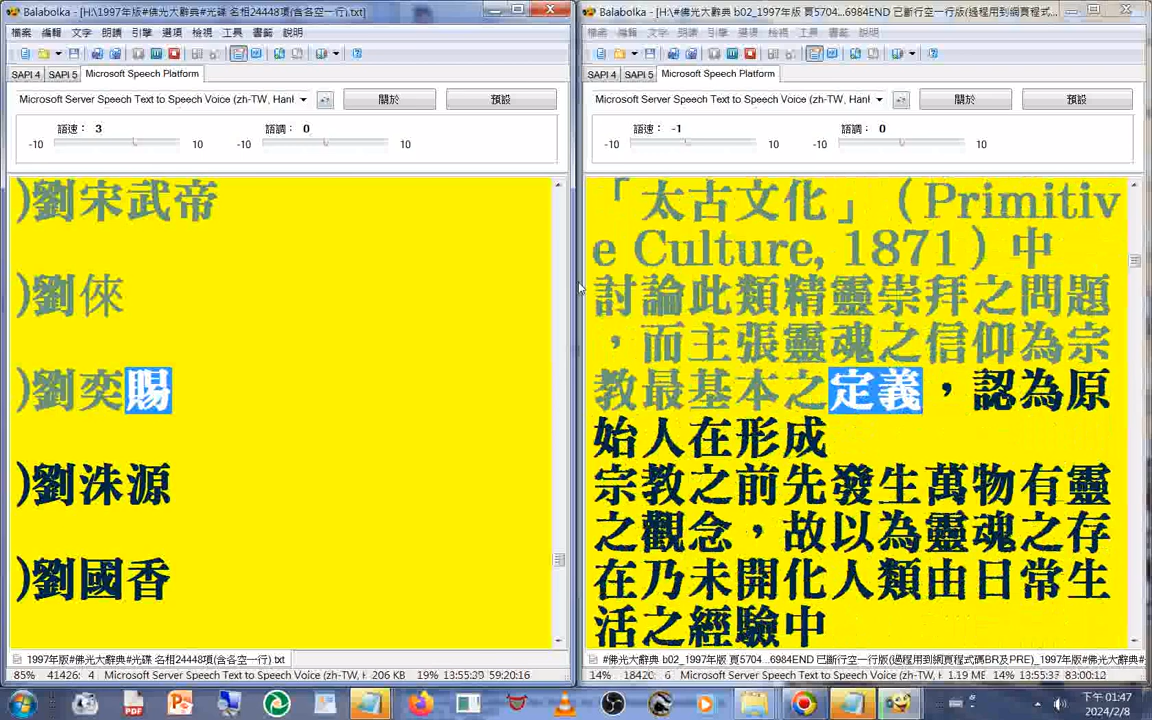 Balabolka - [H:\1997年版#佛光大辭典#光碟 名相24448項(含各空一行).txt]
檔案 編輯 文字 朗讀 引擎 選項 檢視 工具 書籤 說明
SAPI 4 SAPI 5 Microsoft Speech Platform
Microsoft Server Speech Text to Speech Voice (zh-TW, Hanl
關於 預設
語速： 3 語調： 0
-10 10 -10 10
)劉宋武帝
)劉倈
)劉奕賜
)劉洙源
)劉國香
1997年版#佛光大辭典#光碟 名相24448項(含各空一行).txt
85% 41426: 4 Microsoft Server Speech Text to Speech Voice (zh-TW, H 206 KB 19% 13:55:39 59:20:16
Balabolka - [H:\#佛光大辭典 b02_1997年版 頁5704...6984END 已斷行空一行版(過程用到網頁程式...
檔案 編輯 文字 朗讀 引擎 選項 檢視 工具 書籤 說明
SAPI 4 SAPI 5 Microsoft Speech Platform
Microsoft Server Speech Text to Speech Voice (zh-TW, Hanl
關於 預設
語速： -1 語調： 0
-10 10 -10 10
「太古文化」（Primitiv
e Culture, 1871）中
討論此類精靈崇拜之問題
，而主張靈魂之信仰為宗
教最基本之定義，認為原
始人在形成
宗教之前先發生萬物有靈
之觀念，故以為靈魂之存
在乃未開化人類由日常生
活之經驗中
#佛光大辭典 b02_1997年版 頁5704...6984END 已斷行空一行版(過程用到網頁程式碼BR及PRE)_1997年版#佛光大辭典#
14% 18420: 6 Microsoft Server Speech Text to Speech Voice (zh-TW, H 1.19 MB 14% 13:55:37 83:00:12
下午 01:47
2024/2/8